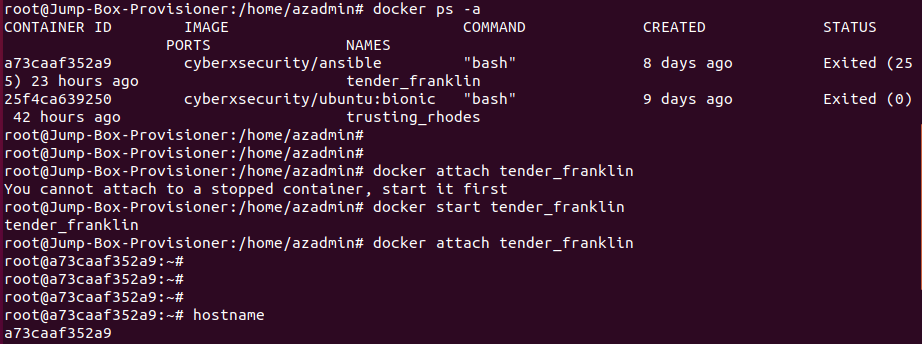 root@Jump-Box-Provisioner:/home/azadmin# docker ps -a
CONTAINER ID        IMAGE                      COMMAND             CREATED             STATUS
                  PORTS               NAMES
a73caaf352a9        cyberxsecurity/ansible         "bash"              8 days ago          Exited (25
5) 23 hours ago                       tender_franklin
25f4ca639250        cyberxsecurity/ubuntu:bionic   "bash"              9 days ago          Exited (0)
 42 hours ago                         trusting_rhodes
root@Jump-Box-Provisioner:/home/azadmin#
root@Jump-Box-Provisioner:/home/azadmin#
root@Jump-Box-Provisioner:/home/azadmin# docker attach tender_franklin
You cannot attach to a stopped container, start it first
root@Jump-Box-Provisioner:/home/azadmin# docker start tender_franklin
tender_franklin
root@Jump-Box-Provisioner:/home/azadmin# docker attach tender_franklin
root@a73caaf352a9:~#
root@a73caaf352a9:~#
root@a73caaf352a9:~#
root@a73caaf352a9:~# hostname
a73caaf352a9